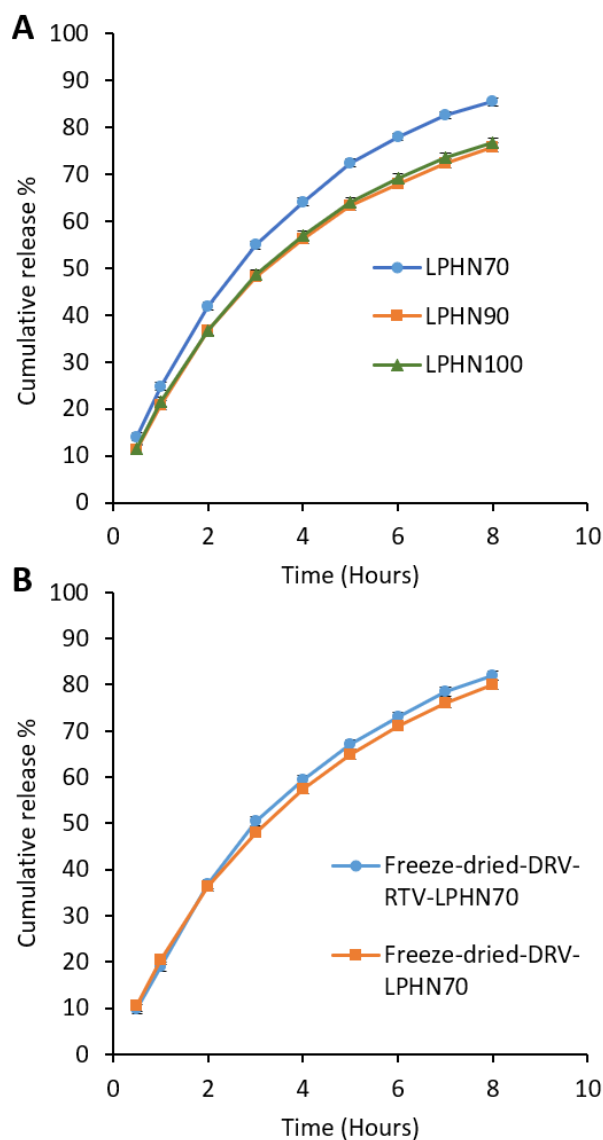 A
100
90
80
70
60
50
40
30
20
10
0
Cumulative release %
LPHN70
LPHN90
LPHN100
0 2 4 6 8 10
Time (Hours)
B
100
90
80
70
60
50
40
30
20
10
0
Cumulative release %
Freeze-dried-DRV-
RTV-LPHN70
Freeze-dried-DRV-
LPHN70
0 2 4 6 8 10
Time (Hours)